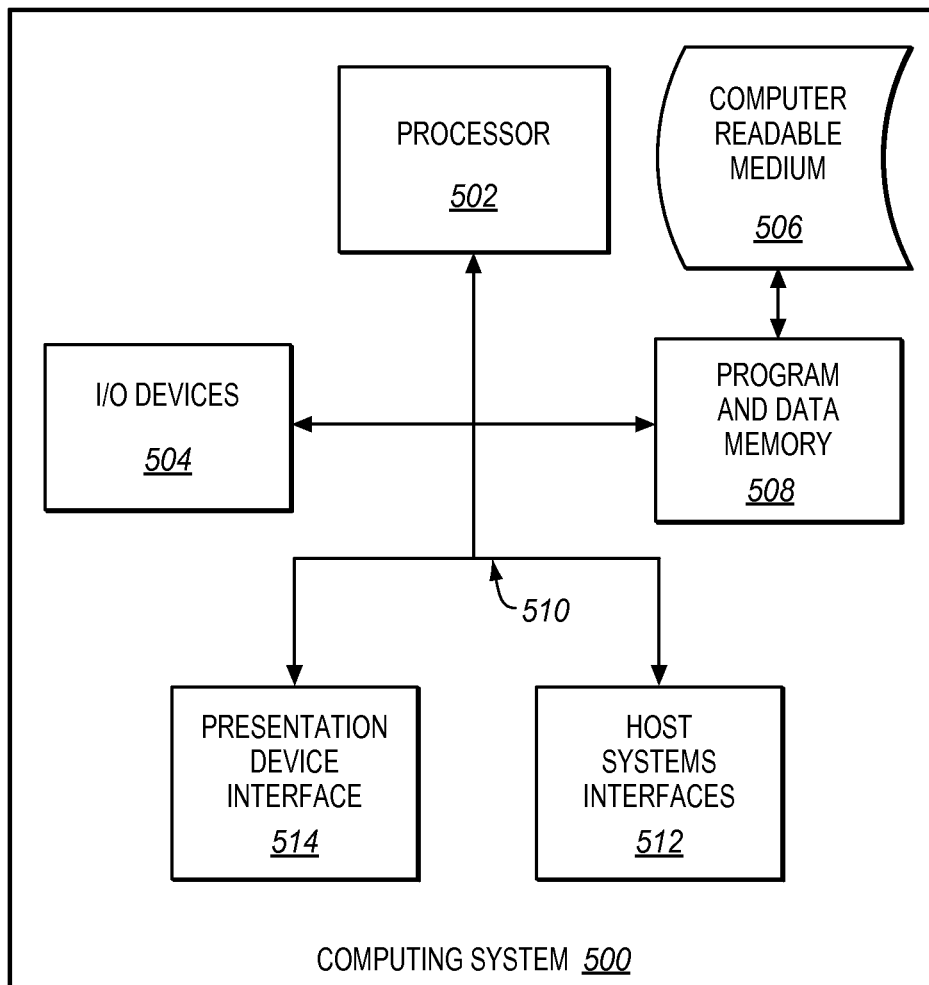 PROCESSOR
502
COMPUTER
READABLE
MEDIUM
506
I/O DEVICES
504
PROGRAM
AND DATA
MEMORY
508
510
PRESENTATION
DEVICE
INTERFACE
514
HOST
SYSTEMS
INTERFACES
512
COMPUTING SYSTEM 500